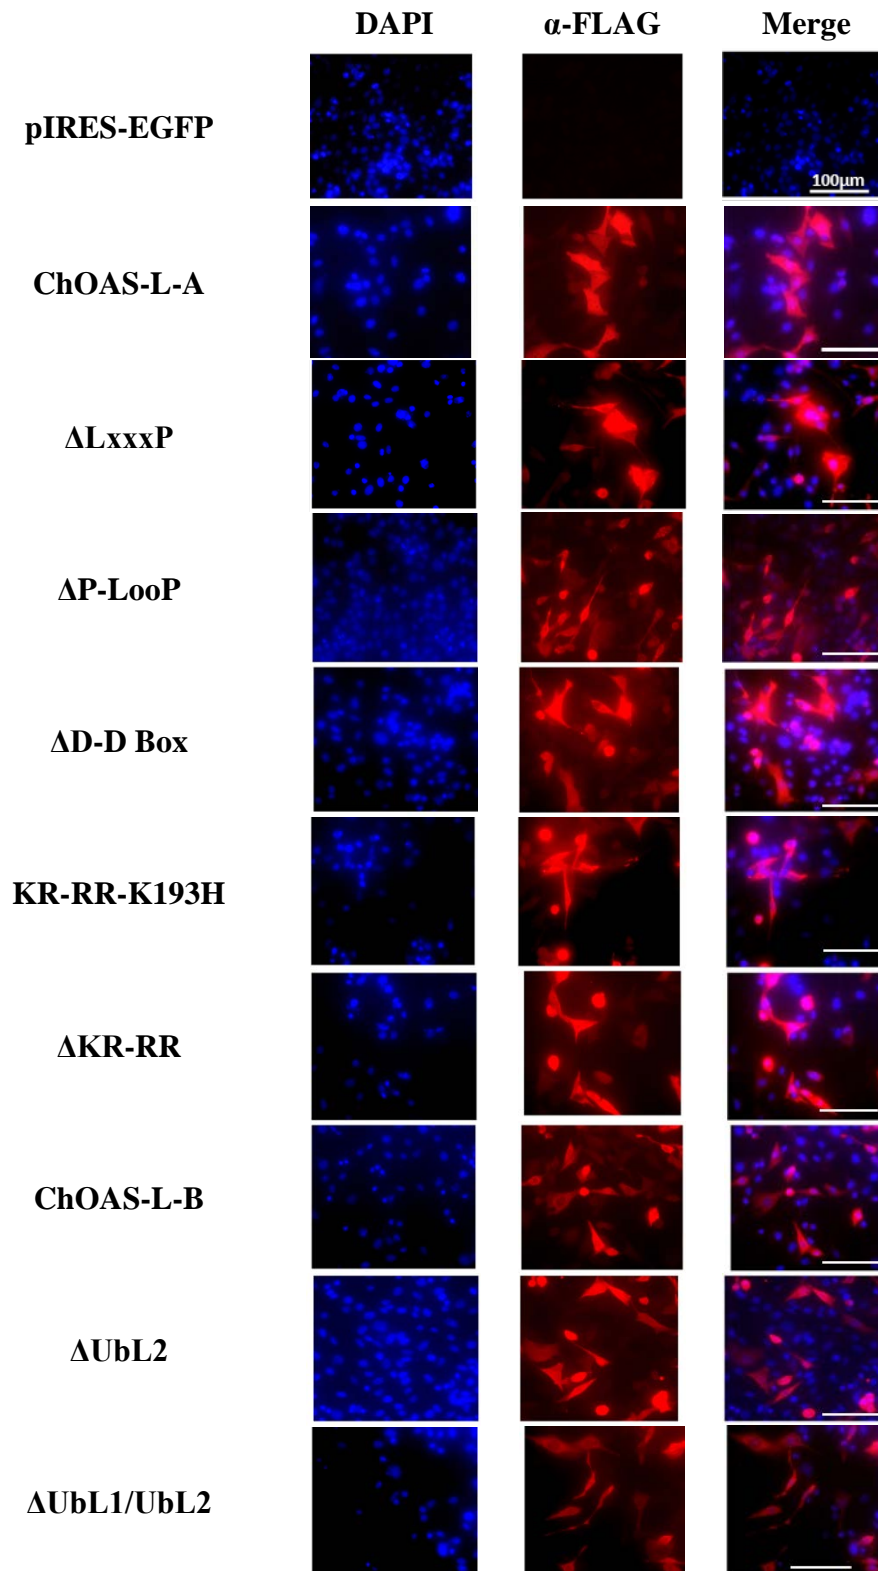 DAPI α-FLAG Merge
pIRES-EGFP
100μm
ChOAS-L-A
ΔLxxxP
ΔP-LooP
ΔD-D Box
KR-RR-K193H
ΔKR-RR
ChOAS-L-B
ΔUbL2
ΔUbL1/UbL2